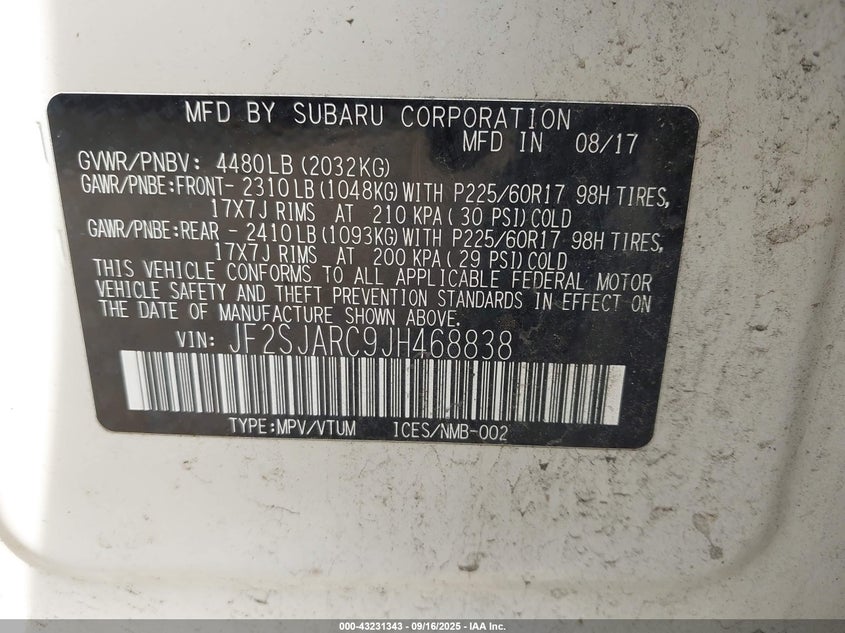 MFD BY SUBARU CORPORATION
MFD IN 08/17
GVWR/PNBV: 4480LB (2032KG)
GAWR/PNBE:FRONT- 2310LB (1048KG) WITH P225/60R17 98H TIRES,
17X7J RIMS AT 210 KPA ( 30 PSI) COLD
GAWR/PNBE:REAR - 2410LB (1093KG) WITH P225/60R17 98H TIRES,
17X7J RIMS AT 200 KPA ( 29 PSI) COLD
THIS VEHICLE CONFORMS TO ALL APPLICABLE FEDERAL MOTOR
VEHICLE SAFETY AND THEFT PREVENTION STANDARDS IN EFFECT ON
THE DATE OF MANUFACTURE SHOWN ABOVE.
VIN: JF2SJARC9JH468838
TYPE:MPV/VTUM ICES/NMB-002
000-43231343 - 09/16/2025 - IAA Inc.